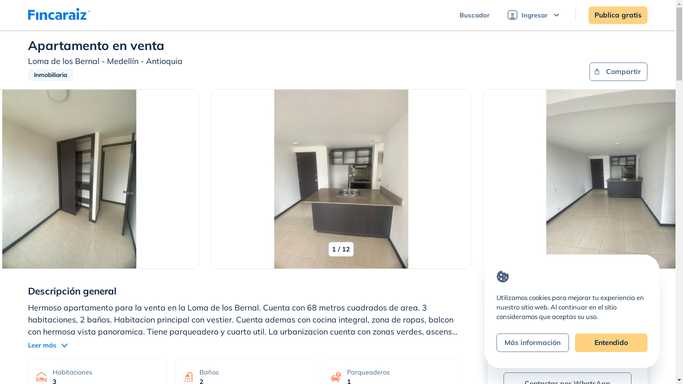 Fincaraiz
Buscador
Ingresar
Publica gratis
Apartamento en venta
Loma de los Bernal - Medellín - Antioquia
Inmobiliaria
Compartir
1 / 12
Descripción general
Hermoso apartamento para la venta en la Loma de los Bernal. Cuenta con 68 metros cuadrados de area, 3
habitaciones, 2 baños. Habitacion principal con vestier. Cuenta ademas con cocina integral, zona de ropas, balcon
con hermosa vista panoramica. Tiene parqueadero y cuarto util. La urbanizacion cuenta con zonas verdes, ascens...
Leer más
Habitaciones
3
Baños
2
Parqueaderos
1
Utilizamos cookies para mejorar tu experiencia en
nuestro sitio web. Al continuar en el sitio
consideramos que aceptas su uso.
Más información
Entendido
Contactar por WhatsApp